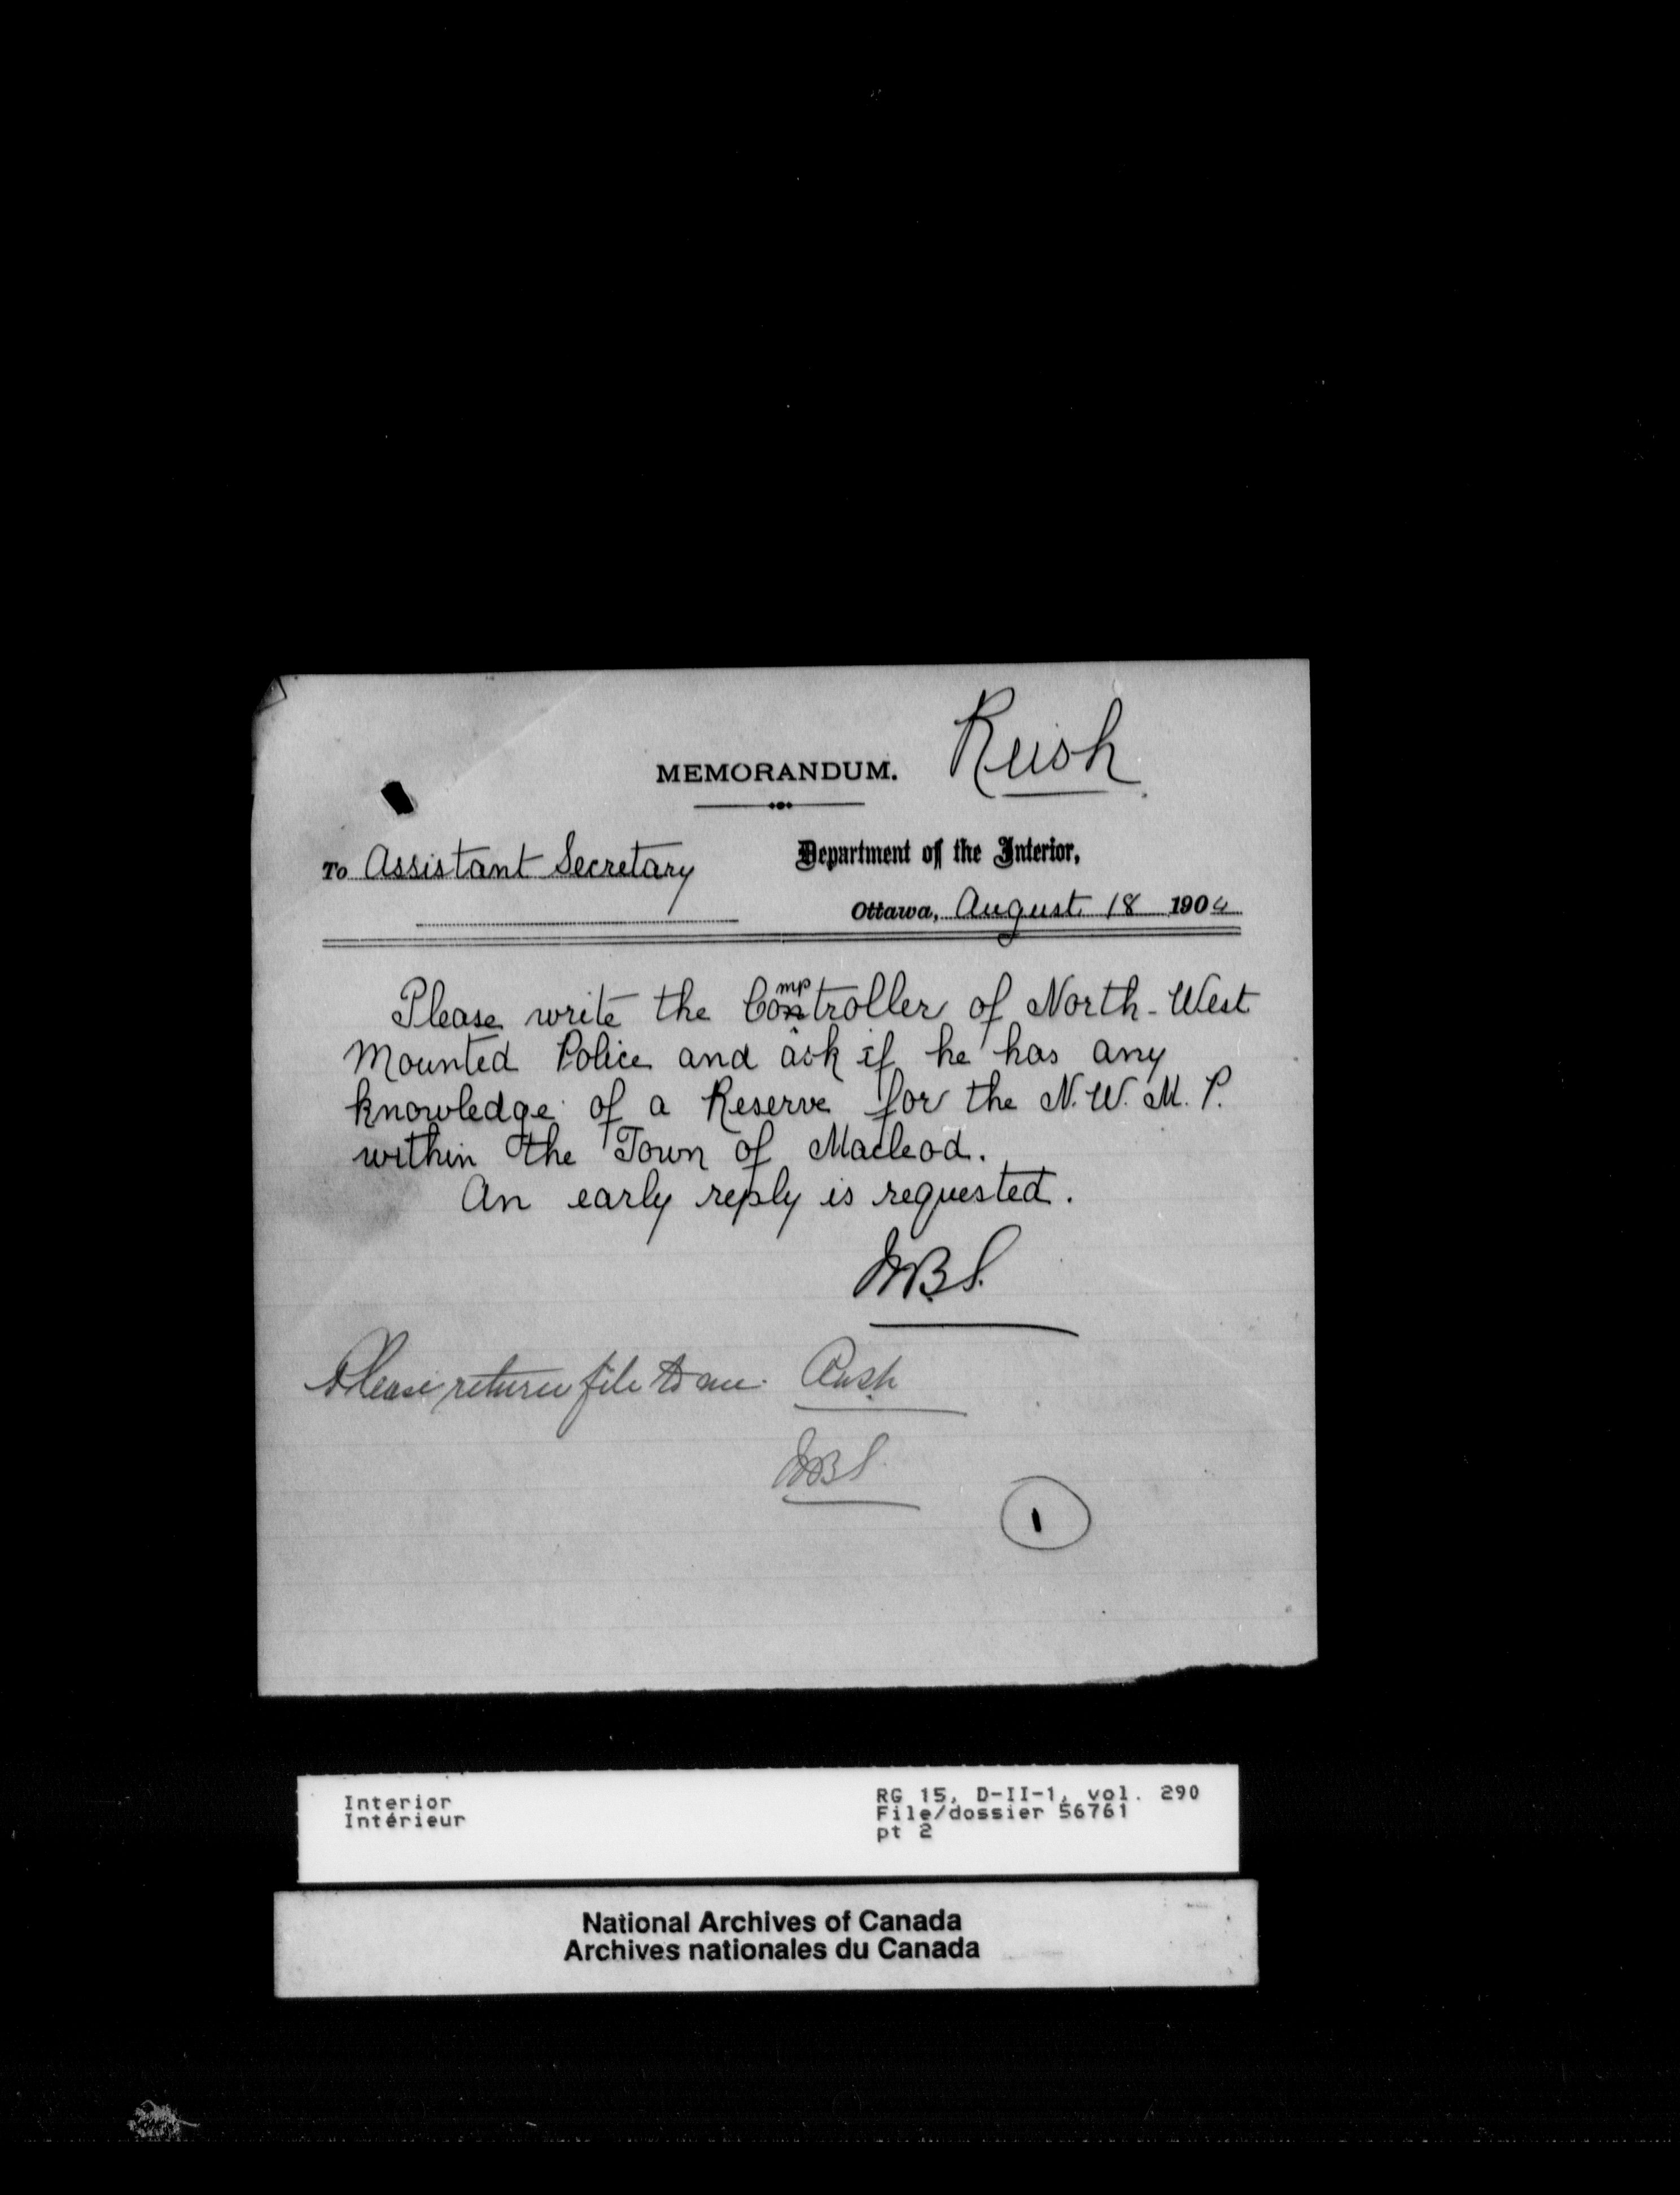 Rush
MEMORANDUM.
To Assistant Secretary
Department of the Interior,
Ottawa, August 18 1904
Please write the Comptroller of North-West
Mounted Police and ask if he has any
knowledge of a Reserve for the N.W.M.P.
within the Town of Macleod.
An early reply is requested.
Please return file to me. Rush
1
Interior
Intérieur
RG 15, D-II-1, vol. 290
File/dossier 56761
pt 2
National Archives of Canada
Archives nationales du Canada